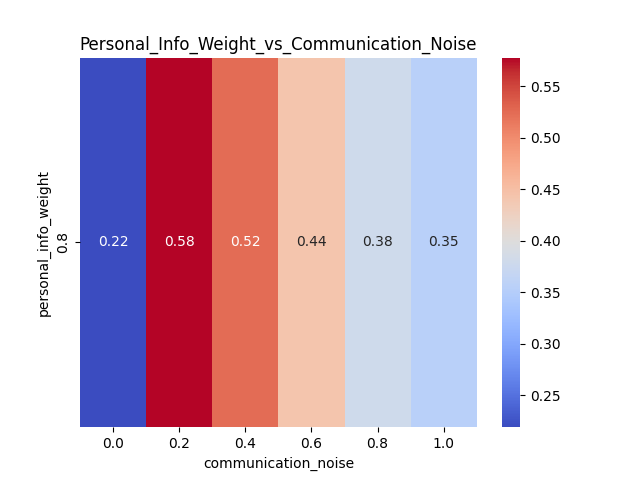 Personal_Info_Weight_vs_Communication_Noise
personal_info_weight
0.8
0.22 0.58 0.52 0.44 0.38 0.35
0.0 0.2 0.4 0.6 0.8 1.0
communication_noise
0.55
0.50
0.45
0.40
0.35
0.30
0.25